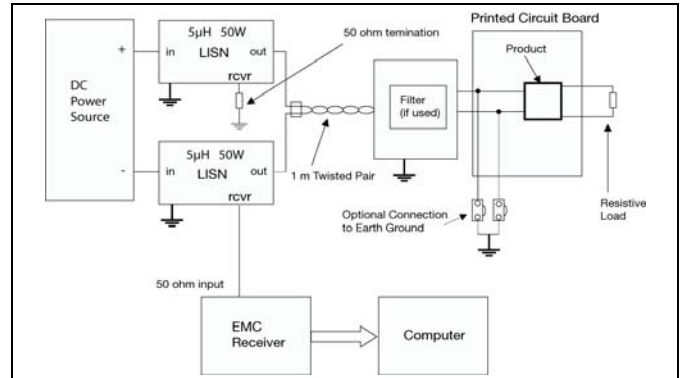 Printed Circuit Board
5µH 50W
50 ohm temination
+
in
out
LISN
rcvr
Product
DC
Power
Source
Filter
(if used)
5µH 50W
-
in
out
LISN
rcvr
1 m Twisted Pair
Resistive
Load
Optional Connection
to Earth Ground
50 ohm input
EMC
Receiver
Computer